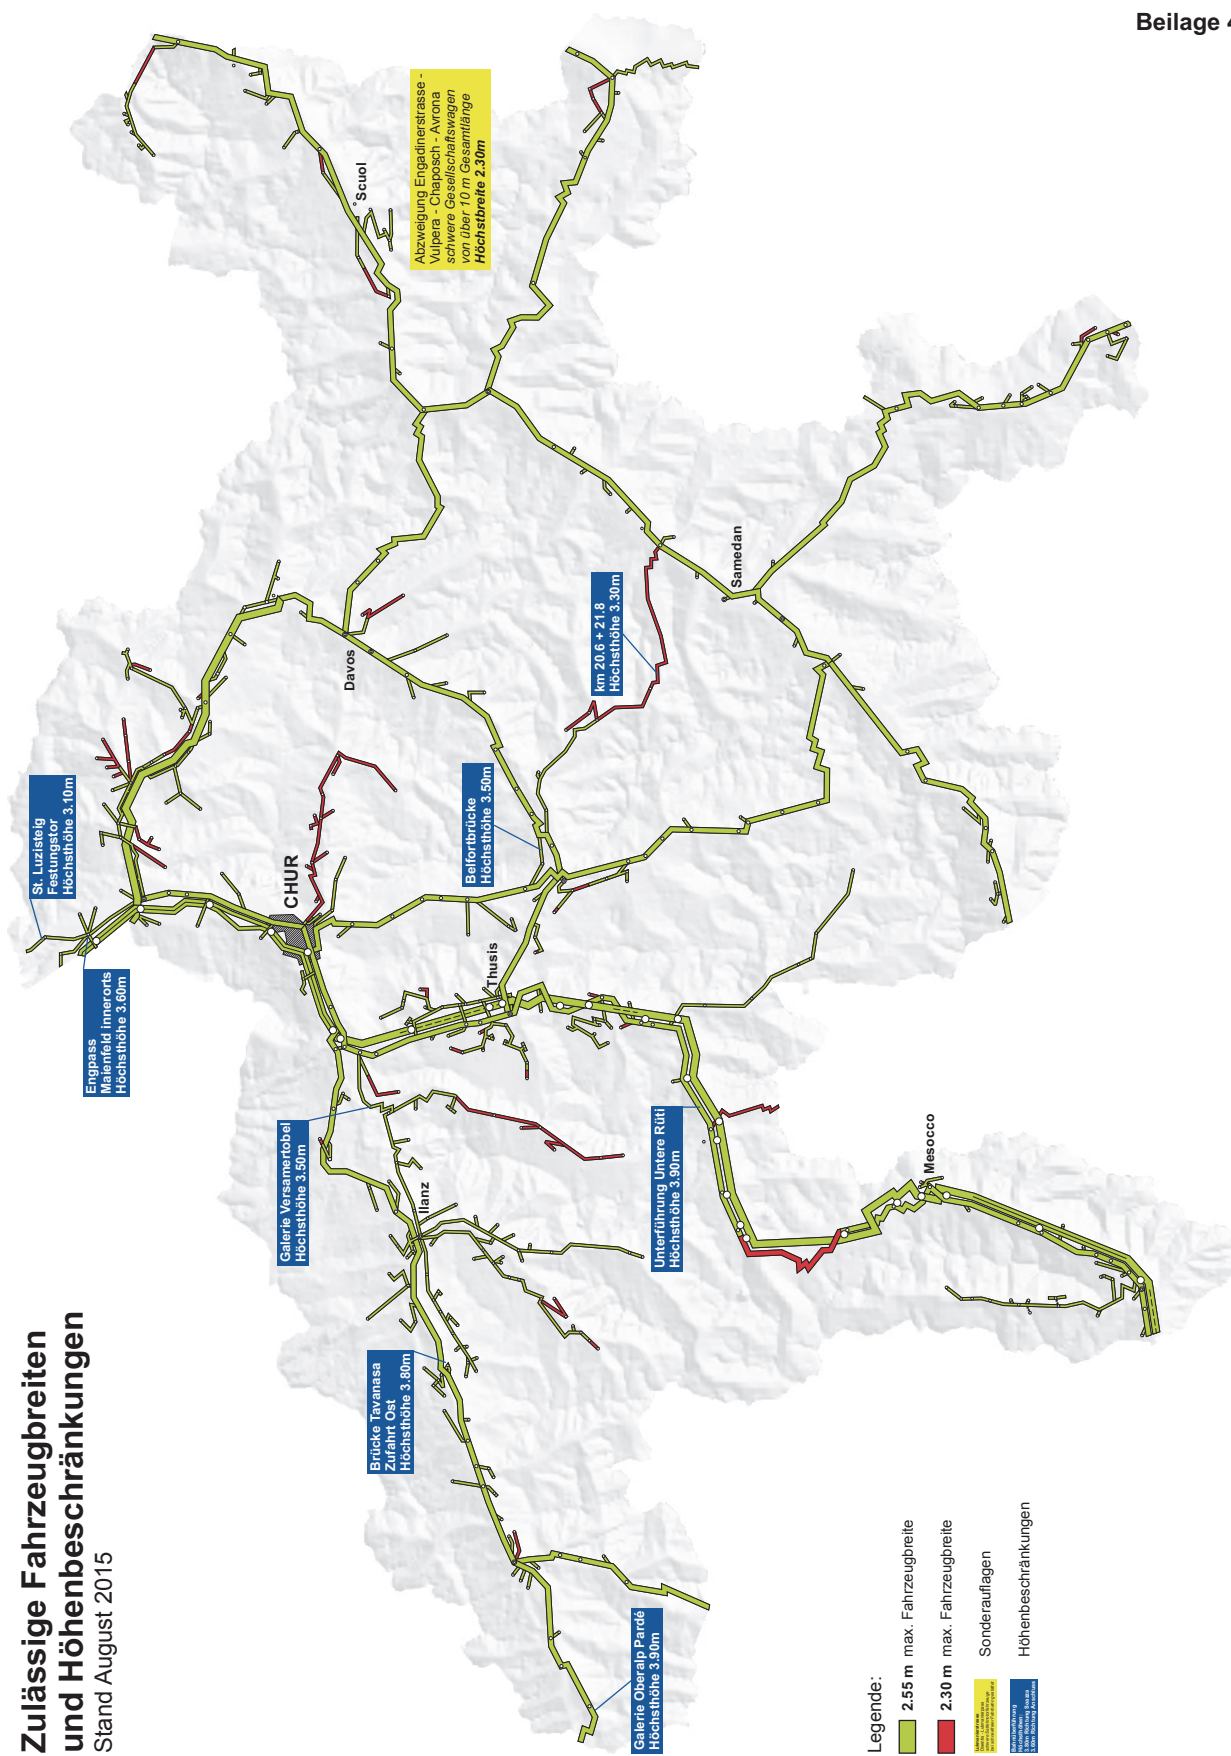 Beilage 4
Zulässige Fahrzeugbreiten
und Höhenbeschränkungen
Stand August 2015
St. Luzisteig
Festungstor
Höchsthöhe 3.10m
Engpass
Maienfeld innerorts
Höchsthöhe 3.60m
Galerie Versamertobel
Höchsthöhe 3.50m
Brücke Tavanasa
Zufahrt Ost
Höchsthöhe 3.80m
Galerie Oberalp Pardé
Höchsthöhe 3.90m
Unterführung Untere Rüti
Höchsthöhe 3.90m
Belfortbrücke
Höchsthöhe 3.50m
km 20.6 + 21.8
Höchsthöhe 3.30m
Abzweigung Engadinerstrasse -
Vulpera - Chaposch - Avrona
schwere Gesellschaftswagen
von über 10 m Gesamtlänge
Höchstbreite 2.30m
CHUR
Davos
Scuol
Samedan
Thusis
Ilanz
Mesocco
Legende:
2.55 m max. Fahrzeugbreite
2.30 m max. Fahrzeugbreite
Sonderauflagen
Höhenbeschränkungen